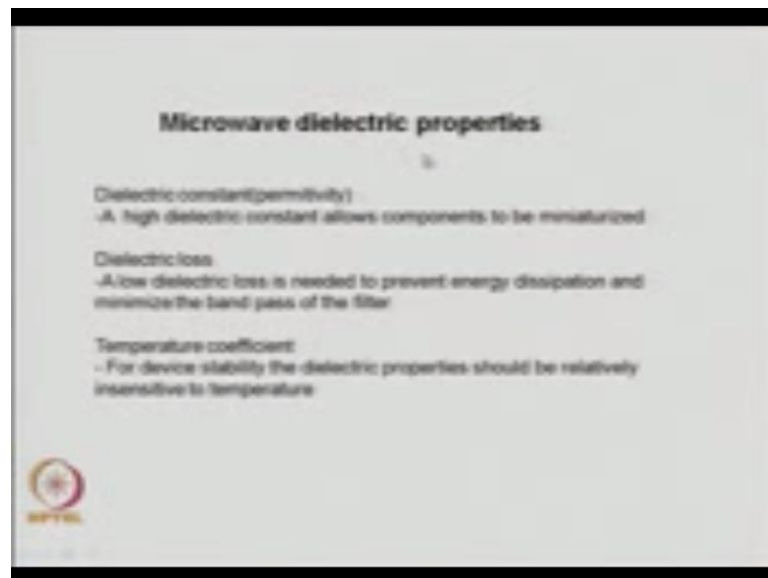 Microwave dielectric properties
Dielectric constant(permitivity)
-A high dielectric constant allows components to be miniaturized
Dielectric loss
-A low dielectric loss is needed to prevent energy dissipation and
minimize the band pass of the filter
Temperature coefficient
- For device stability the dielectric properties should be relatively
insensitive to temperature
NPTEL